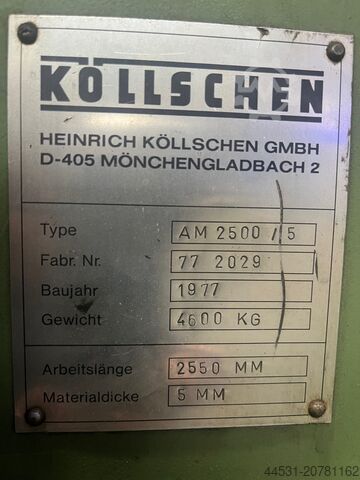 KÖLLSCHEN
HEINRICH KÖLLSCHEN GMBH
D-405 MÖNCHENGLADBACH 2
Type AM 2500 / 5
Fabr. Nr. 77 2029
Baujahr 1977
Gewicht 4600 KG
Arbeitslänge 2550 MM
Materialdicke 5 MM
44531-20781162